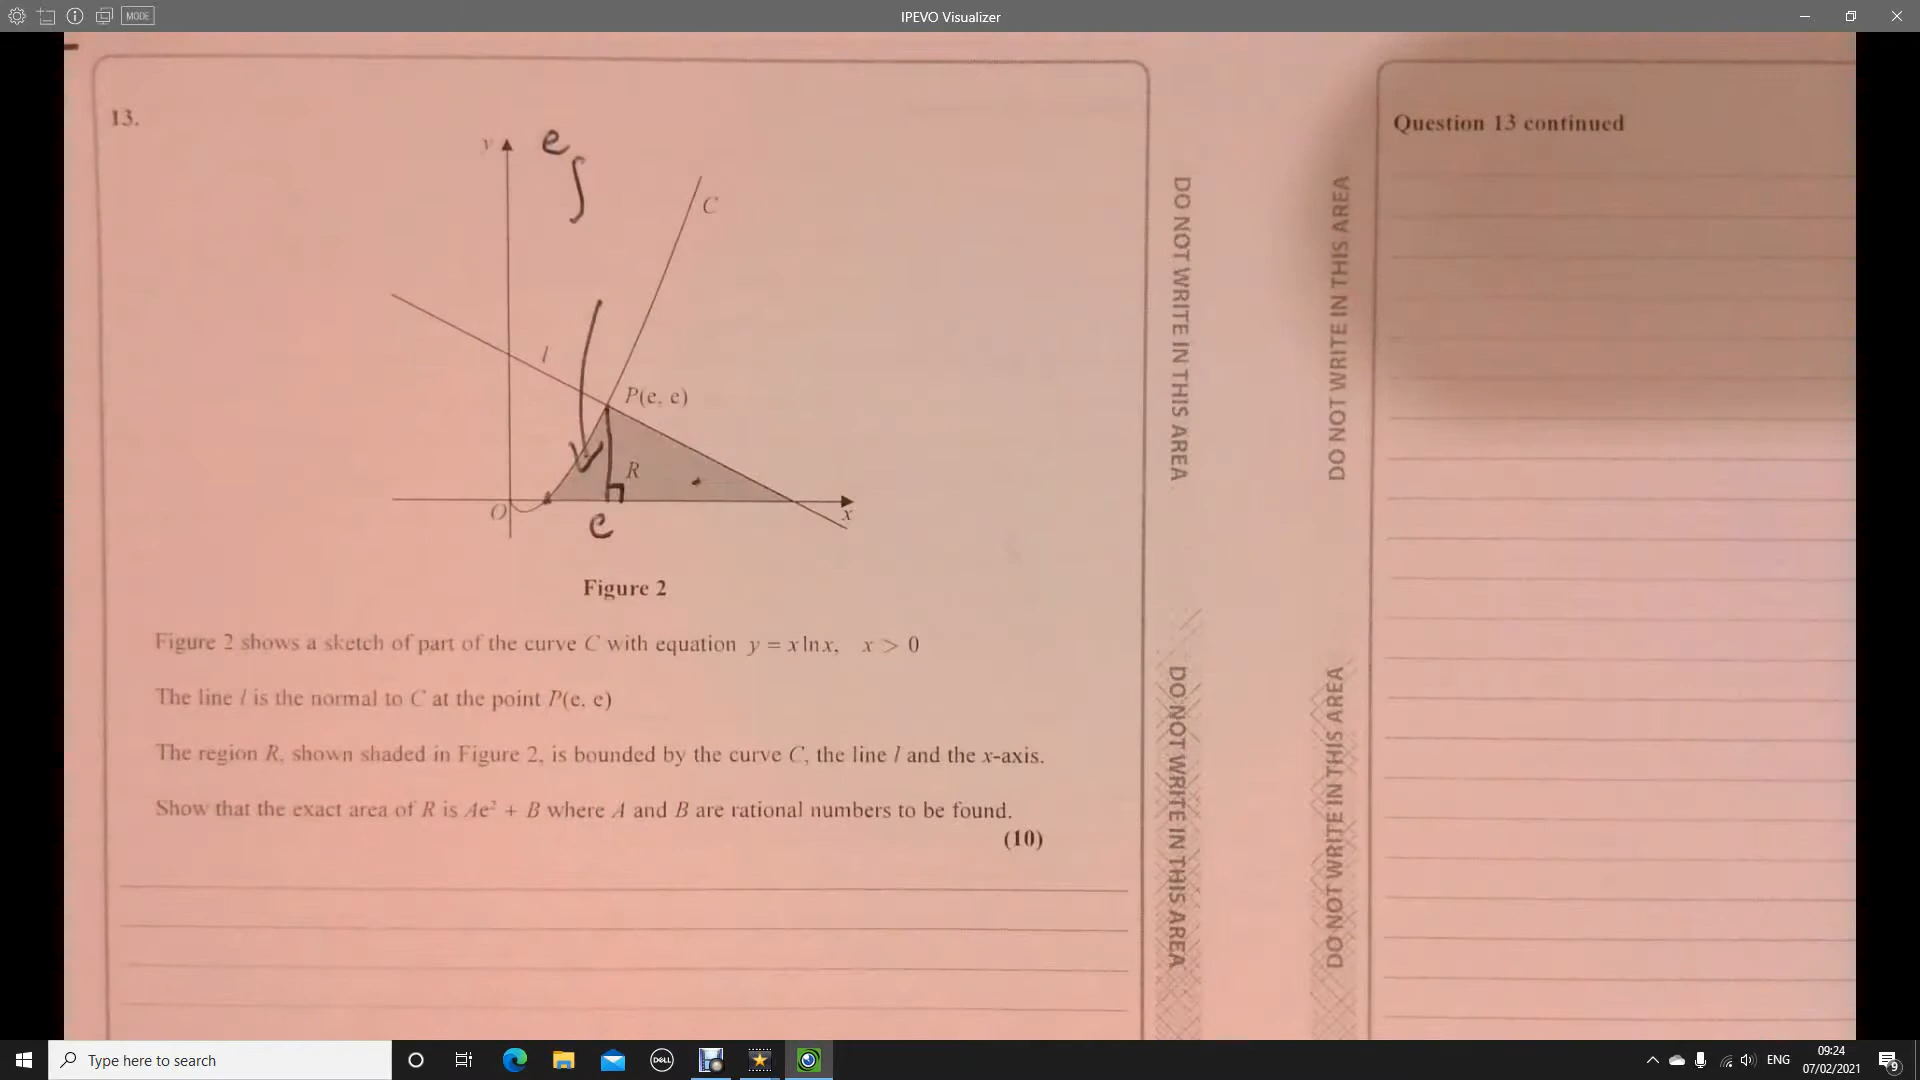 MODE
IPEVO Visualizer
13.
y
e
∫
C
l
P(e, e)
R
O
e
x
Figure 2
Figure 2 shows a sketch of part of the curve C with equation y = x ln x, x > 0
The line l is the normal to C at the point P(e, e)
The region R, shown shaded in Figure 2, is bounded by the curve C, the line l and the x-axis.
Show that the exact area of R is Ae² + B where A and B are rational numbers to be found.
(10)
DO NOT WRITE IN THIS AREA
DO NOT WRITE IN THIS AREA
DO NOT WRITE IN THIS AREA
DO NOT WRITE IN THIS AREA
Question 13 continued
Type here to search
DELL
ENG
09:24
07/02/2021
9